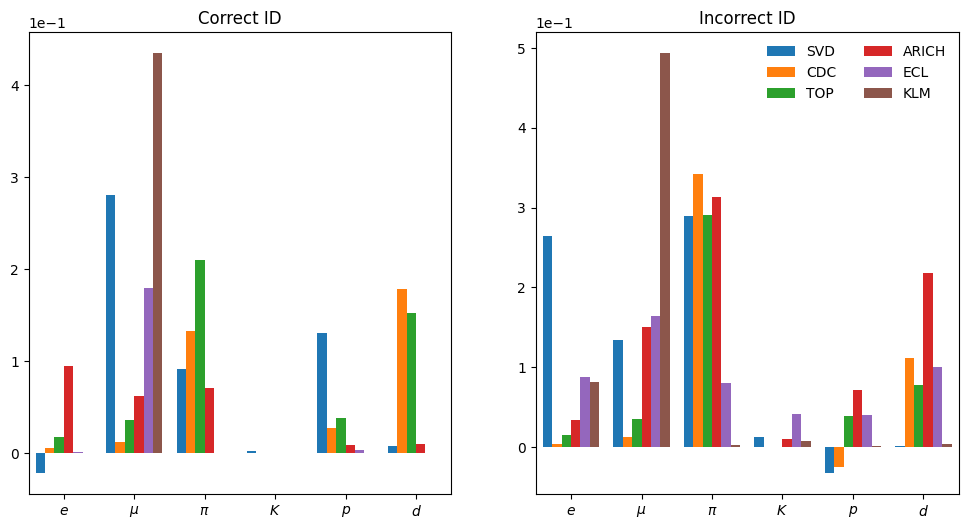 Correct ID
1e−1
4
3
2
1
0
e μ π K p d
Incorrect ID
1e−1
5
4
3
2
1
0
SVD ARICH
CDC ECL
TOP KLM
e μ π K p d